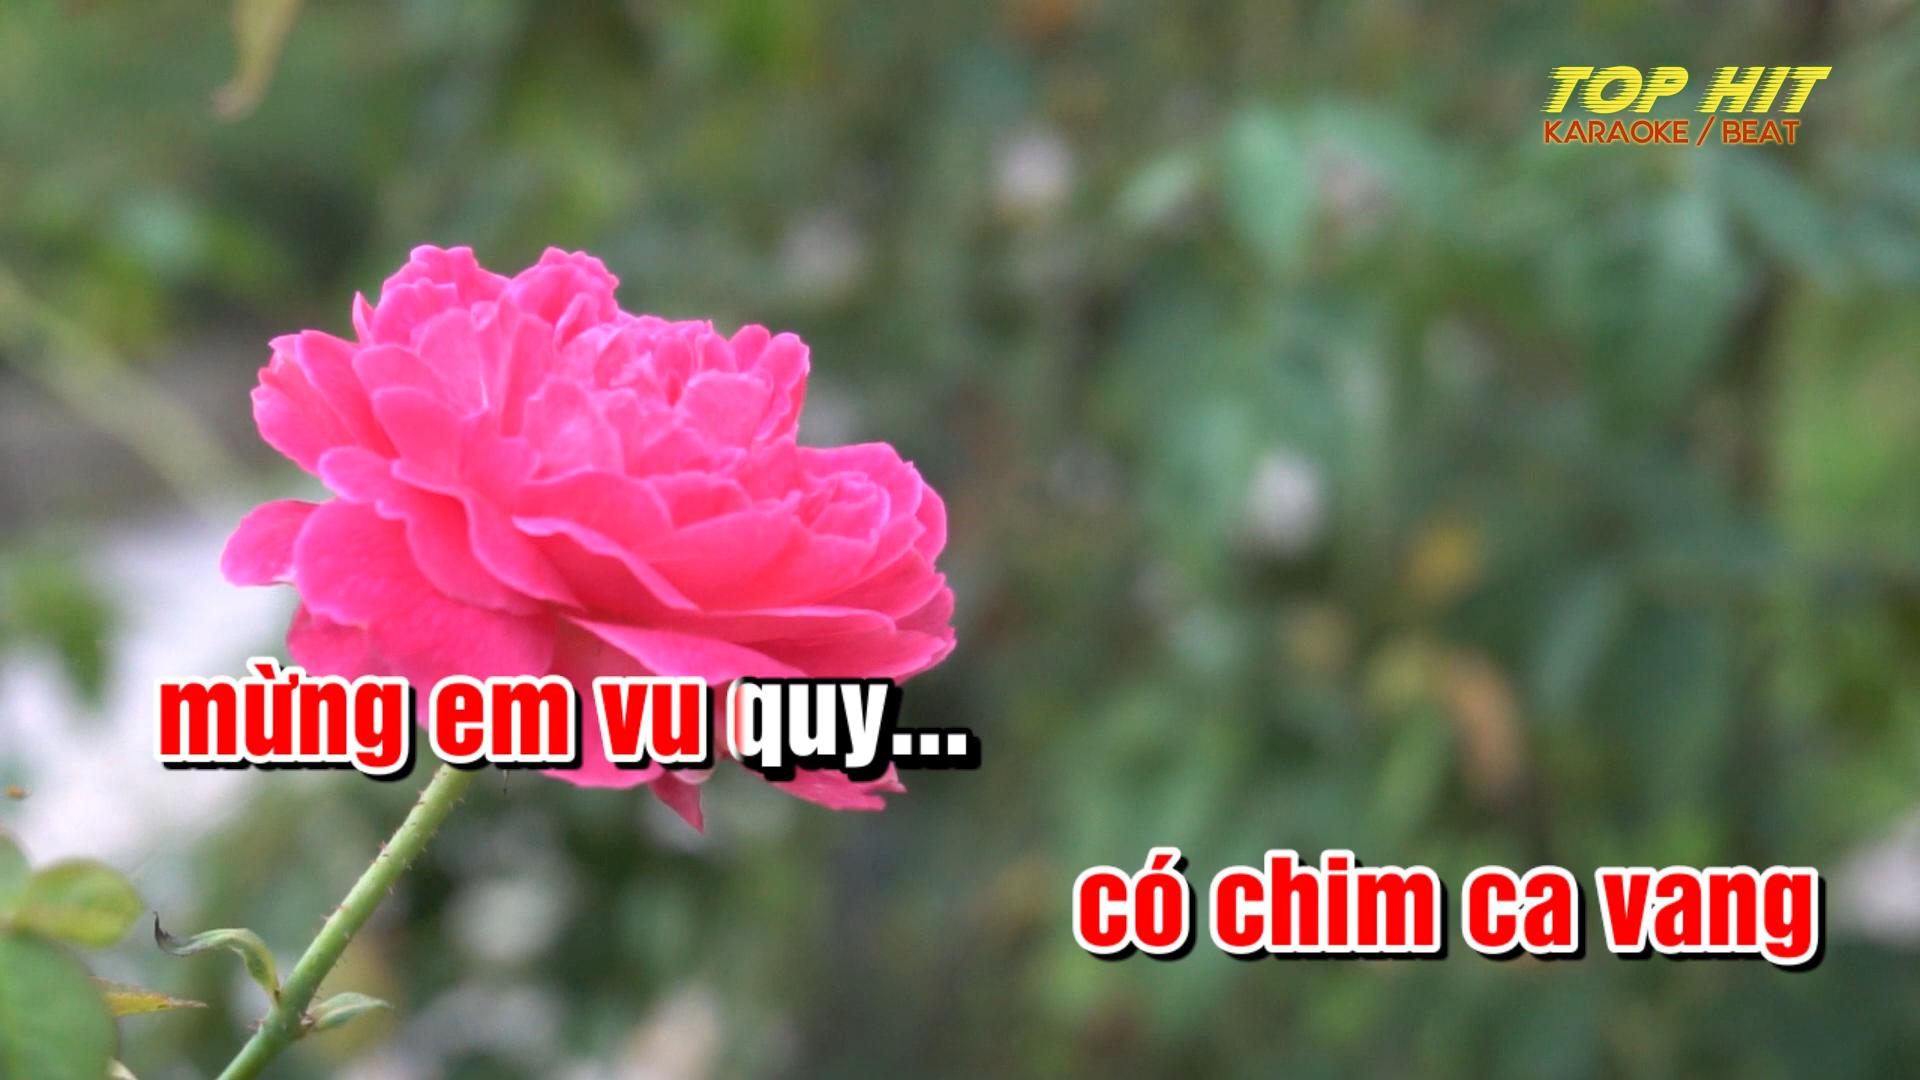 TOP HIT
KARAOKE / BEAT
mừng em vu quy...
có chim ca vang